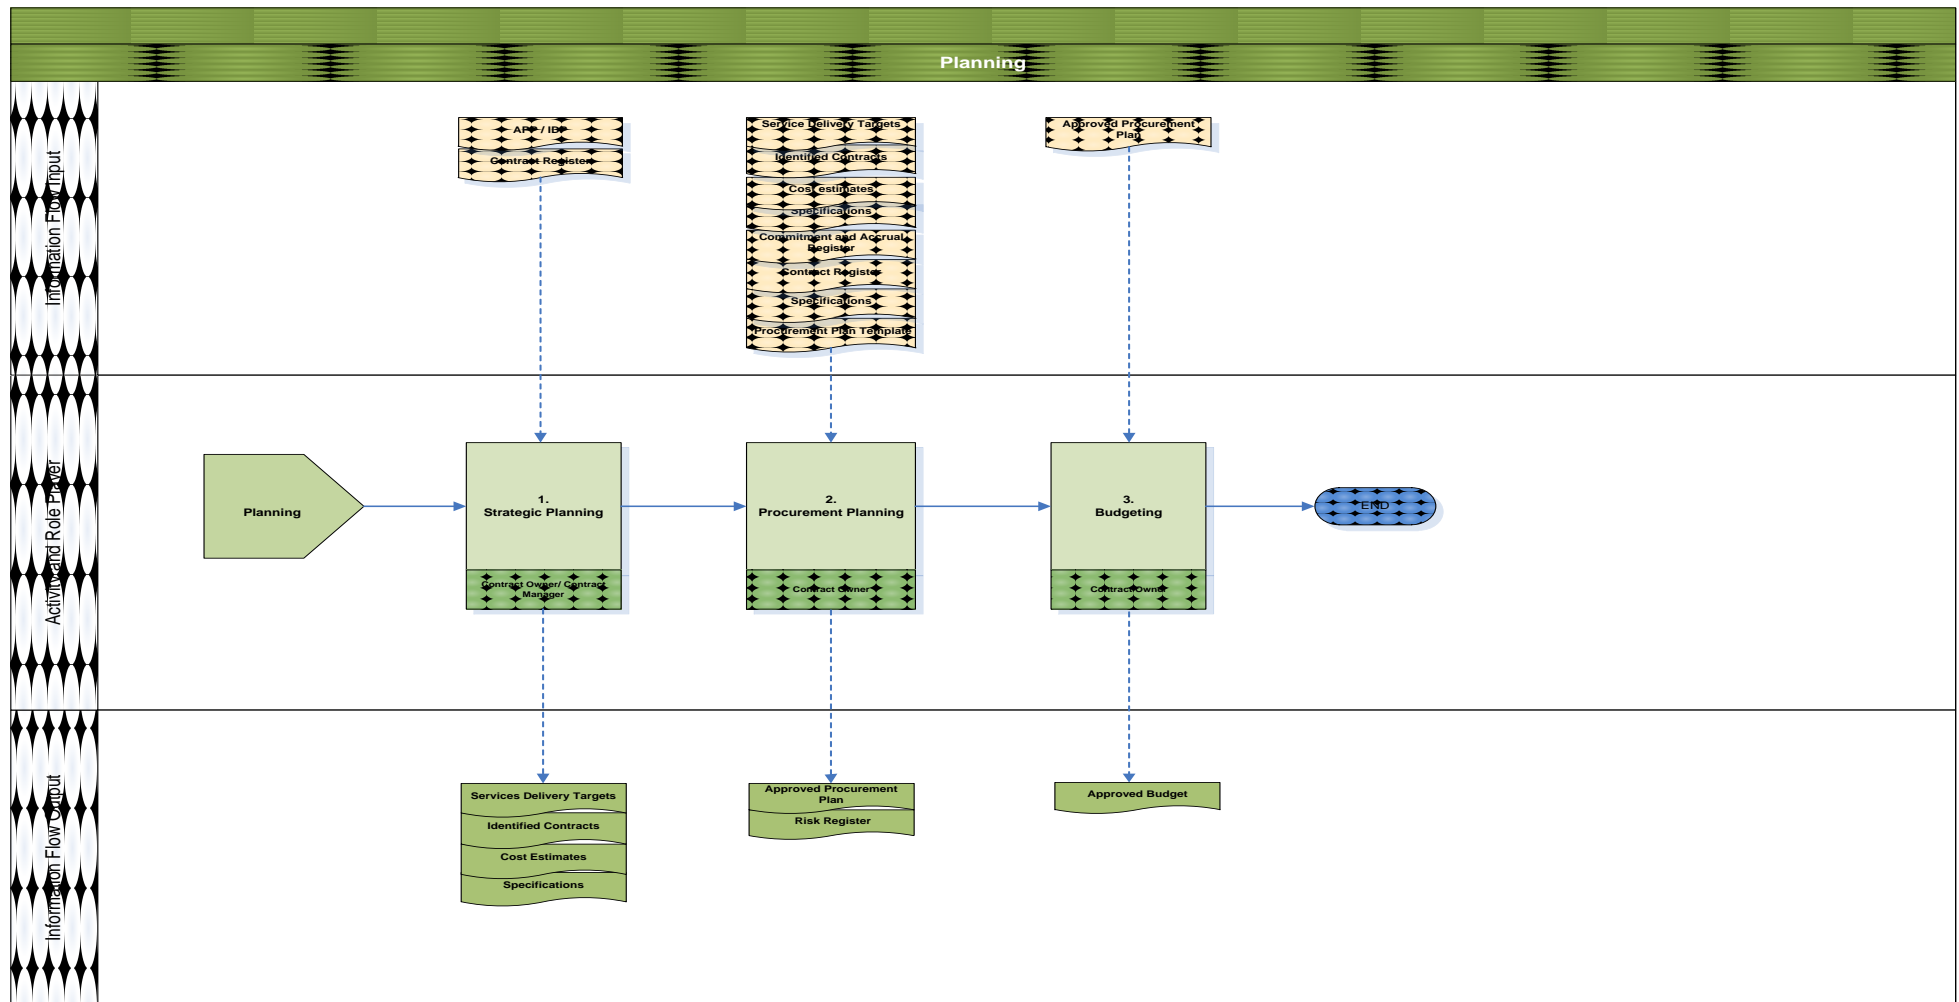 Planning
Information Flow Input
APP / IDP
Contract Register
Service Delivery Targets
Identified Contracts
Cost estimates
Specifications
Commitment and Accrual
Register
Contract Register
Specifications
Procurement Plan Template
Approved Procurement
Plan
Activity and Role Player
Planning
1.
Strategic Planning
Contract Owner/ Contract
Manager
2.
Procurement Planning
Contract Owner
3.
Budgeting
Contract Owner
END
Information Flow Output
Services Delivery Targets
Identified Contracts
Cost Estimates
Specifications
Approved Procurement
Plan
Risk Register
Approved Budget